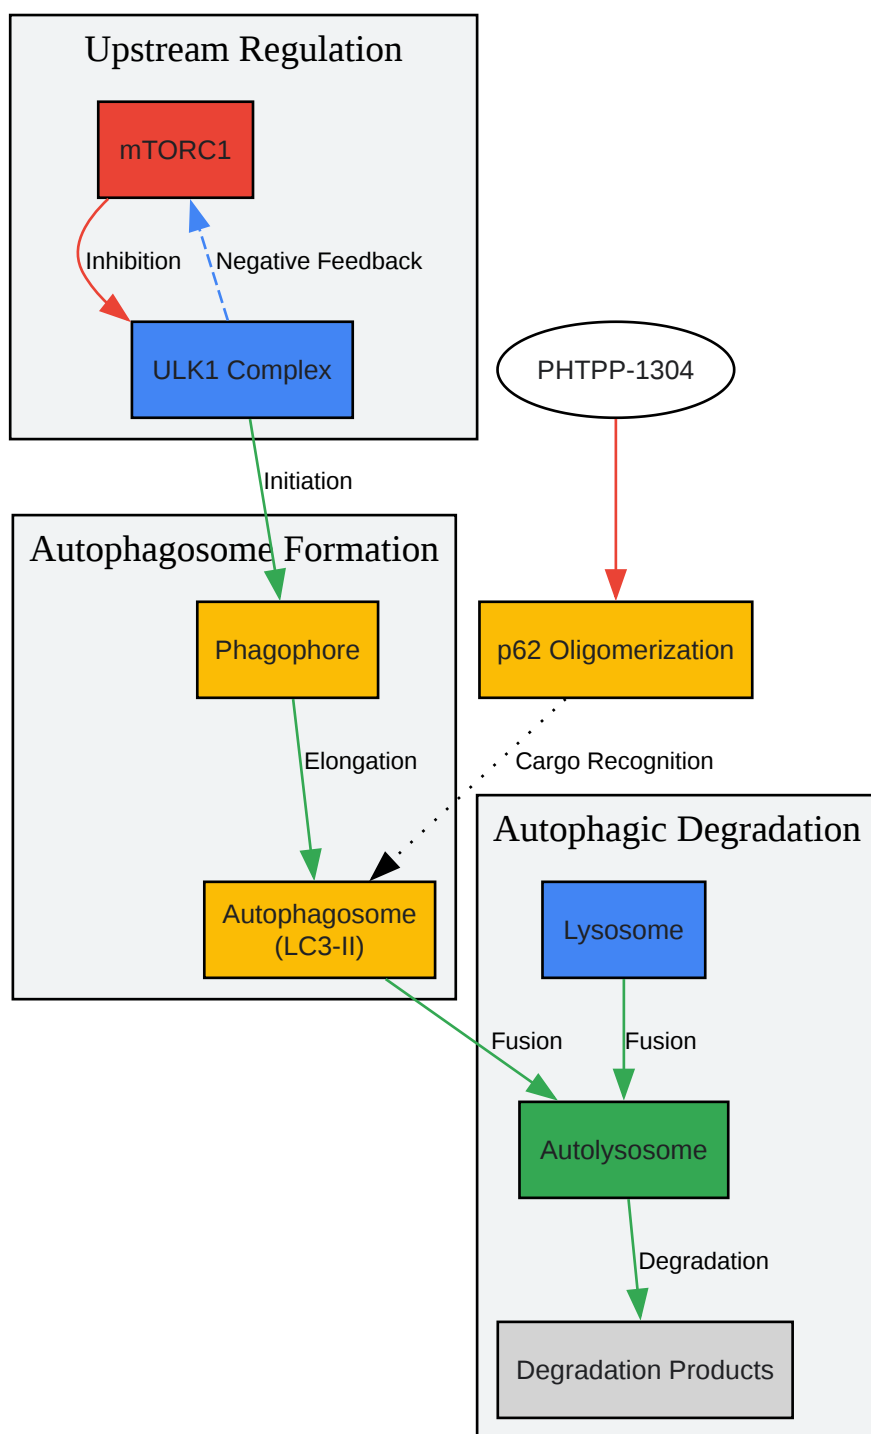 Upstream Regulation
mTORC1
Inhibition
Negative Feedback
ULK1 Complex
PHTPP-1304
Initiation
Autophagosome Formation
Phagophore
p62 Oligomerization
Elongation
Cargo Recognition
Autophagic Degradation
Autophagosome
(LC3-II)
Lysosome
Fusion
Fusion
Autolysosome
Degradation
Degradation Products